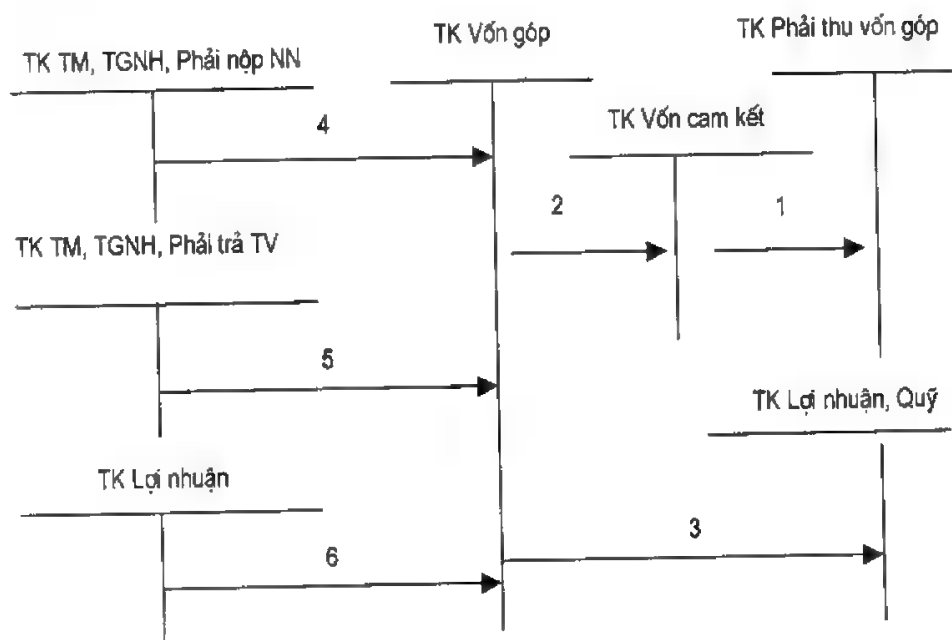 TK Vốn góp
TK Phải thu vốn góp
TK TM, TGNH, Phải nộp NN
4
TK Vốn cam kết
2
1
TK TM, TGNH, Phải trả TV
5
TK Lợi nhuận, Quỹ
TK Lợi nhuận
3
6